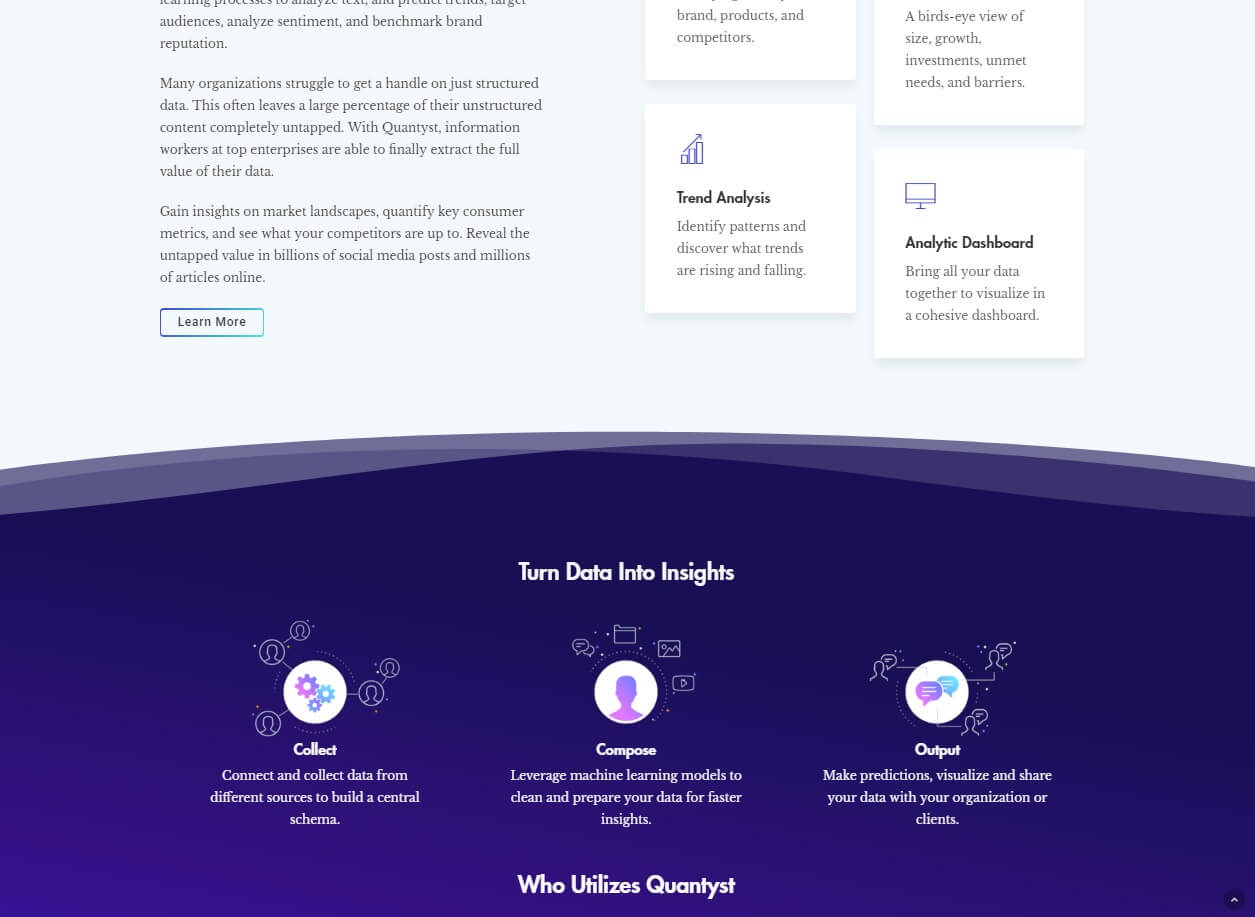 learning processes to analyze text, and predict trends, target
audiences, analyze sentiment, and benchmark brand
reputation.
Many organizations struggle to get a handle on just structured
data. This often leaves a large percentage of their unstructured
content completely untapped. With Quantyst, information
workers at top enterprises are able to finally extract the full
value of their data.
Gain insights on market landscapes, quantify key consumer
metrics, and see what your competitors are up to. Reveal the
untapped value in billions of social media posts and millions
of articles online.
Learn More
brand, products, and
competitors.
Trend Analysis
Identify patterns and
discover what trends
are rising and falling.
A birds-eye view of
size, growth,
investments, unmet
needs, and barriers.
Analytic Dashboard
Bring all your data
together to visualize in
a cohesive dashboard.
Turn Data Into Insights
Collect
Connect and collect data from
different sources to build a central
schema.
Compose
Leverage machine learning models to
clean and prepare your data for faster
insights.
Output
Make predictions, visualize and share
your data with your organization or
clients.
Who Utilizes Quantyst